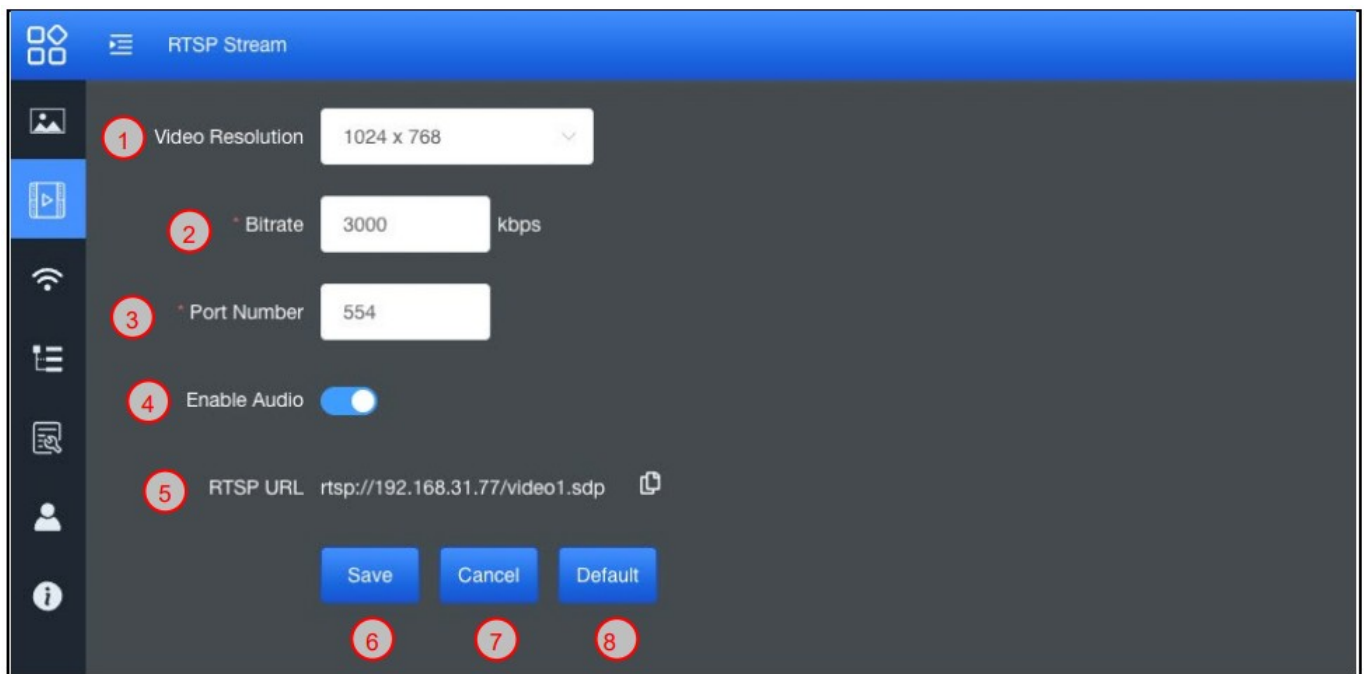 RTSP Stream
1 Video Resolution 1024 x 768
2 * Bitrate 3000 kbps
3 * Port Number 554
4 Enable Audio
5 RTSP URL rtsp://192.168.31.77/video1.sdp
Save Cancel Default
6 7 8